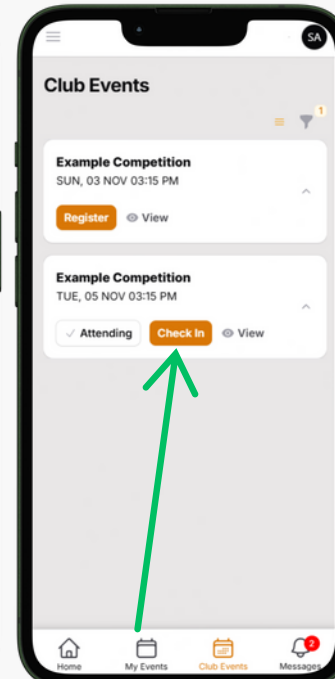 SA
Club Events
1
Example Competition
SUN, 03 NOV 03:15 PM
Register View
Example Competition
TUE, 05 NOV 03:15 PM
Attending Check In View
2
Home My Events Club Events Messages